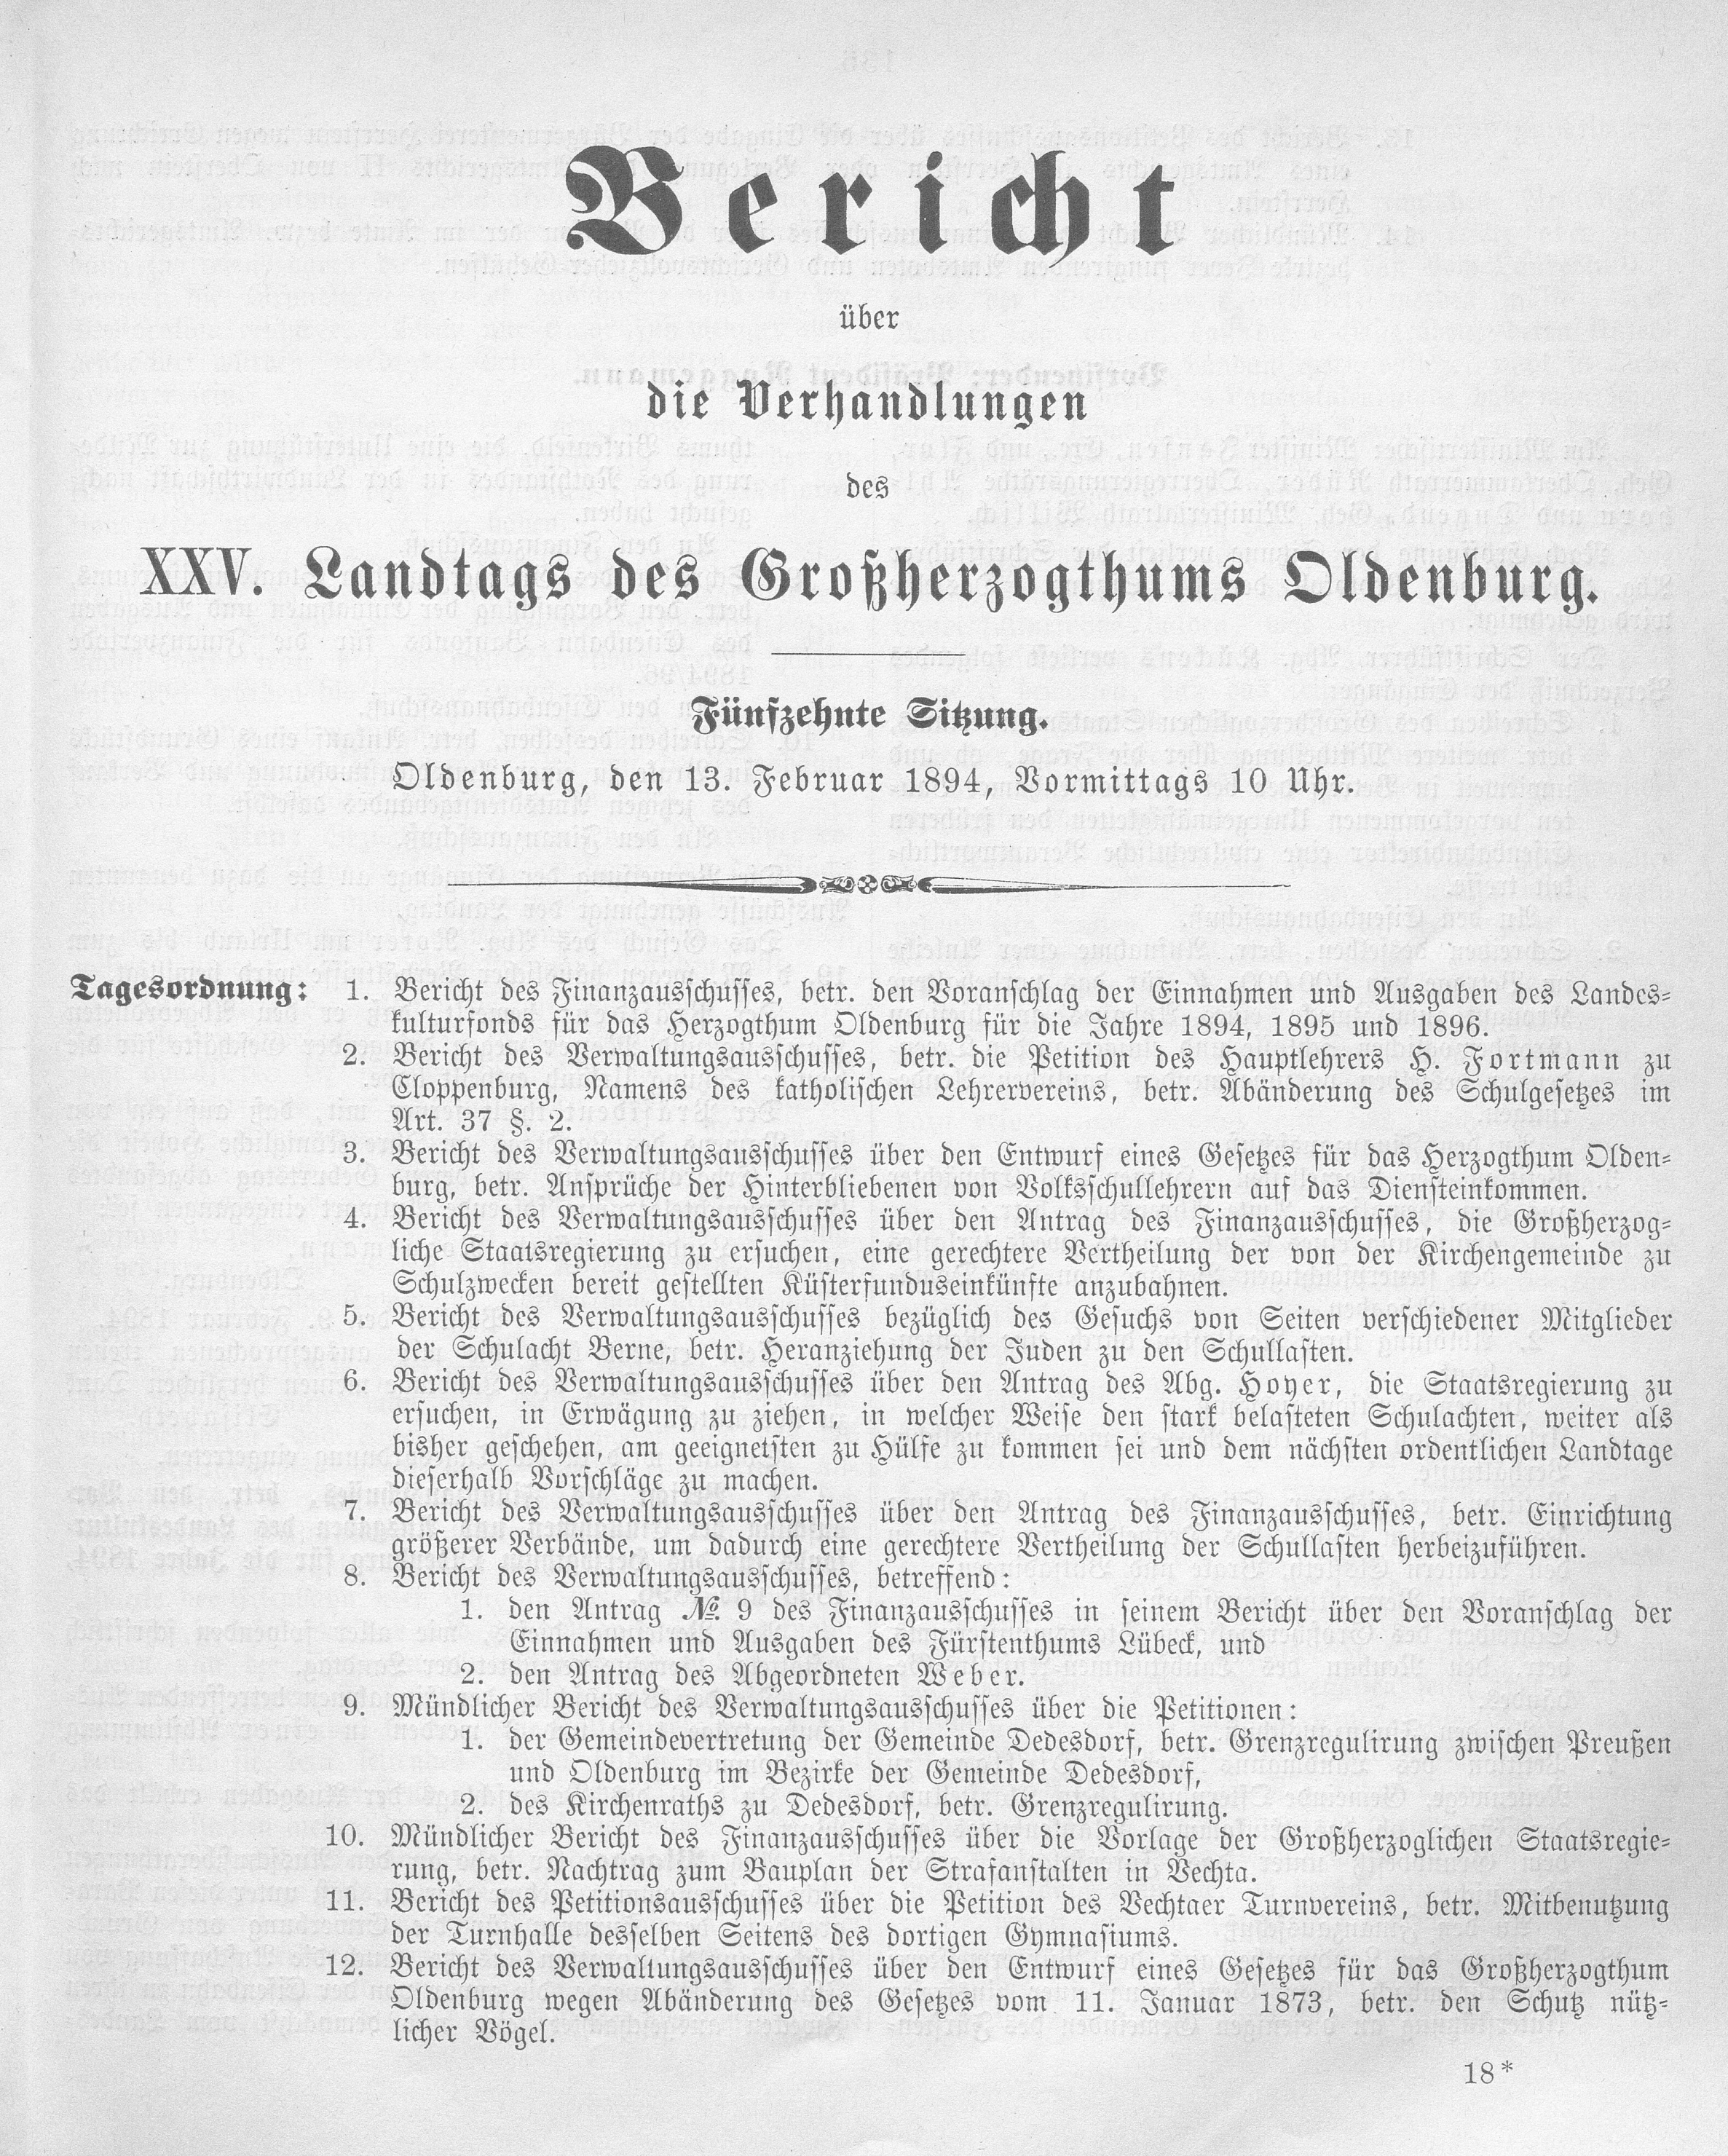 Bericht
über
die Verhandlungen
des
XXV. Landtags des Großherzogthums Oldenburg.
Fünfzehnte Sitzung.
Oldenburg, den 13. Februar 1894, Vormittags 10 Uhr.
Tagesordnung: 1. Bericht des Finanzausschusses, betr. den Voranschlag der Einnahmen und Ausgaben des Landes-
kulturfonds für das Herzogthum Oldenburg für die Jahre 1894, 1895 und 1896.
2. Bericht des Verwaltungsausschusses, betr. die Petition des Hauptlehrers H. Fortmann zu
Cloppenburg, Namens des katholischen Lehrervereins, betr. Abänderung des Schulgesetzes im
Art. 37 §. 2.
3. Bericht des Verwaltungsausschusses über den Entwurf eines Gesetzes für das Herzogthum Olden-
burg, betr. Ansprüche der Hinterbliebenen von Volksschullehrern auf das Diensteinkommen.
4. Bericht des Verwaltungsausschusses über den Antrag des Finanzausschusses, die Großherzog-
liche Staatsregierung zu ersuchen, eine gerechtere Vertheilung der von der Kirchengemeinde zu
Schulzwecken bereit gestellten Küsterfunduseinkünfte anzubahnen.
5. Bericht des Verwaltungsausschusses bezüglich des Gesuchs von Seiten verschiedener Mitglieder
der Schulacht Berne, betr. Heranziehung der Juden zu den Schullasten.
6. Bericht des Verwaltungsausschusses über den Antrag des Abg. Hoyer, die Staatsregierung zu
ersuchen, in Erwägung zu ziehen, in welcher Weise den stark belasteten Schulachten, weiter als
bisher geschehen, am geeignetsten zu Hülfe zu kommen sei und dem nächsten ordentlichen Landtage
dieserhalb Vorschläge zu machen.
7. Bericht des Verwaltungsausschusses über den Antrag des Finanzausschusses, betr. Einrichtung
größerer Verbände, um dadurch eine gerechtere Vertheilung der Schullasten herbeizuführen.
8. Bericht des Verwaltungsausschusses, betreffend:
1. den Antrag № 9 des Finanzausschusses in seinem Bericht über den Voranschlag der
Einnahmen und Ausgaben des Fürstenthums Lübeck, und
2. den Antrag des Abgeordneten Weber.
9. Mündlicher Bericht des Verwaltungsausschusses über die Petitionen:
1. der Gemeindevertretung der Gemeinde Dedesdorf, betr. Grenzregulirung zwischen Preußen
und Oldenburg im Bezirke der Gemeinde Dedesdorf,
2. des Kirchenraths zu Dedesdorf, betr. Grenzregulirung.
10. Mündlicher Bericht des Finanzausschusses über die Vorlage der Großherzoglichen Staatsregie-
rung, betr. Nachtrag zum Bauplan der Strafanstalten in Vechta.
11. Bericht des Petitionsausschusses über die Petition des Vechtaer Turnvereins, betr. Mitbenutzung
der Turnhalle desselben Seitens des dortigen Gymnasiums.
12. Bericht des Verwaltungsausschusses über den Entwurf eines Gesetzes für das Großherzogthum
Oldenburg wegen Abänderung des Gesetzes vom 11. Januar 1873, betr. den Schutz nütz-
licher Vögel.
18*